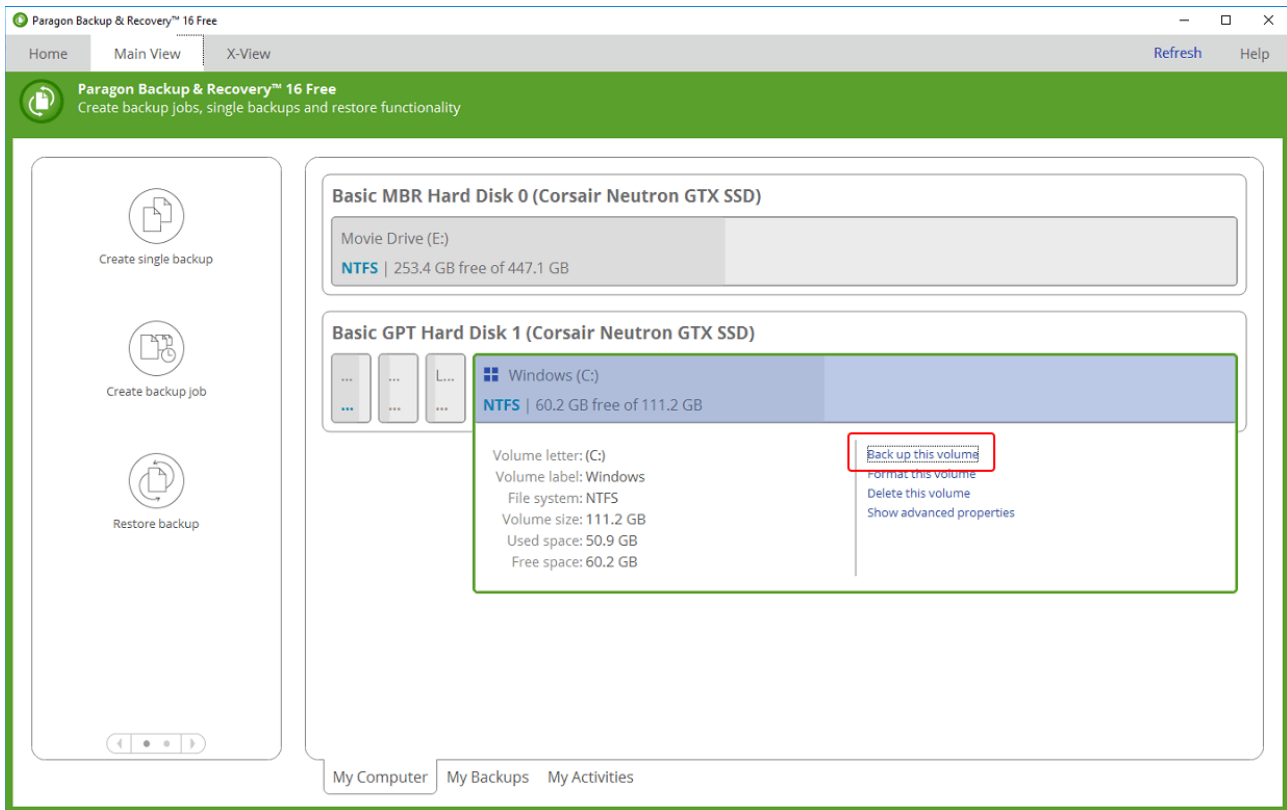 Paragon Backup & Recovery™ 16 Free
Home Main View X-View Refresh Help
Paragon Backup & Recovery™ 16 Free
Create backup jobs, single backups and restore functionality
Create single backup
Create backup job
Restore backup
Basic MBR Hard Disk 0 (Corsair Neutron GTX SSD)
Movie Drive (E:)
NTFS | 253.4 GB free of 447.1 GB
Basic GPT Hard Disk 1 (Corsair Neutron GTX SSD)
... ... L... Windows (C:)
... ... ... NTFS | 60.2 GB free of 111.2 GB
Volume letter: (C:)
Volume label: Windows
File system: NTFS
Volume size: 111.2 GB
Used space: 50.9 GB
Free space: 60.2 GB
Back up this volume
Format this volume
Delete this volume
Show advanced properties
My Computer My Backups My Activities